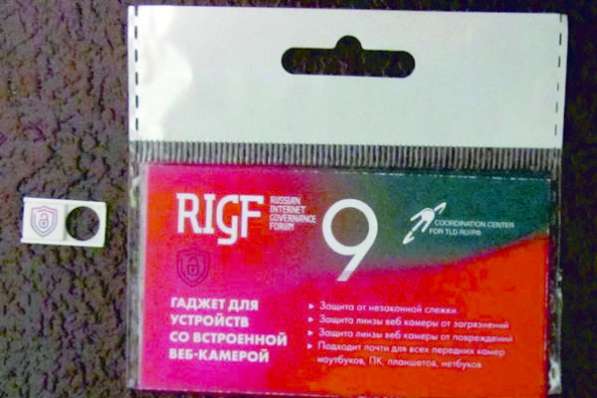 RIGF
RUSSIAN
INTERNET
GOVERNANCE
FORUM
9
COORDINATION CENTER
FOR TLD RU/РФ
ГАДЖЕТ ДЛЯ
УСТРОЙСТВ
СО ВСТРОЕННОЙ
ВЕБ-КАМЕРОЙ
Защита от незаконной слежки
Защита линзы веб камеры от загрязнений
Защита линзы веб камеры от повреждений
Подходит почти для всех передних камер
ноутбуков, ПК, планшетов, нетбуков